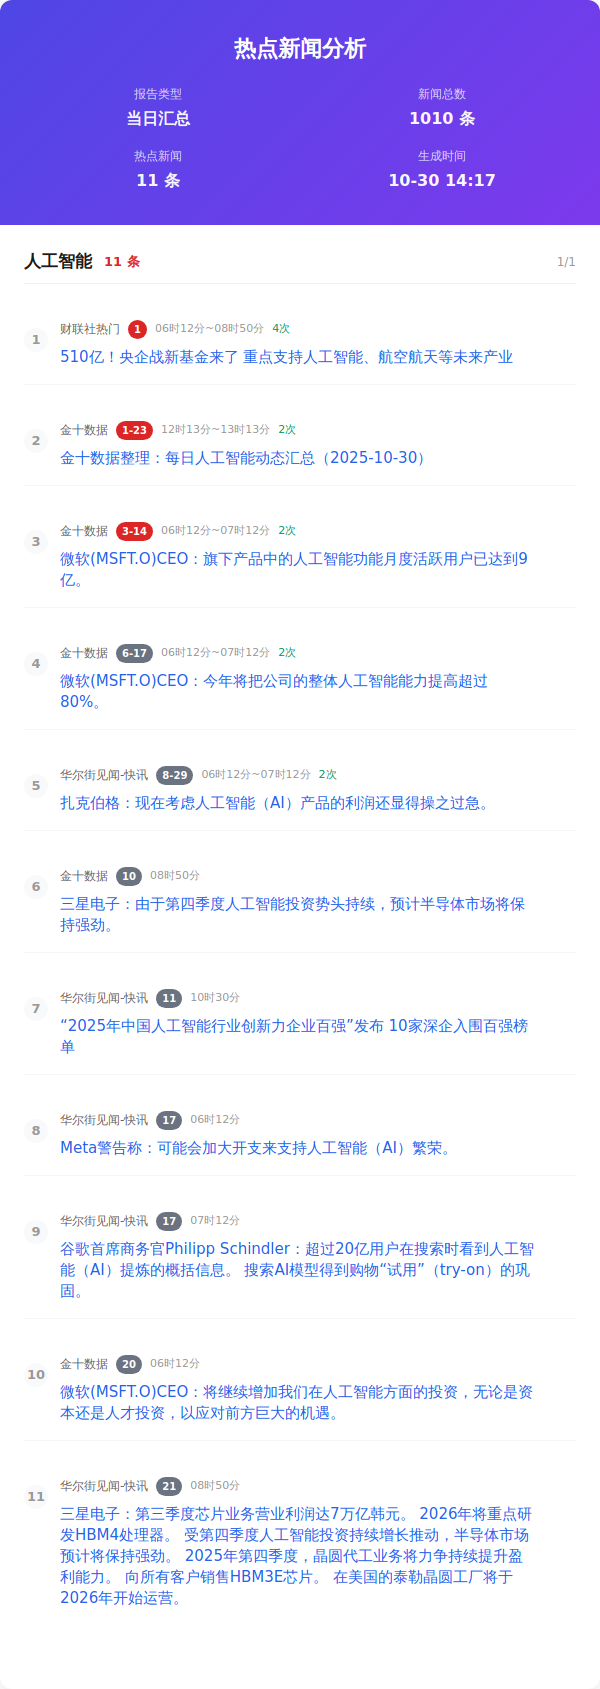 热点新闻分析
报告类型
新闻总数
当日汇总
1010 条
热点新闻
生成时间
11 条
10-30 14:17
人工智能 11 条 1/1
1
财联社热门 1 06时12分~08时50分 4次
510亿！央企战新基金来了 重点支持人工智能、航空航天等未来产业
2
金十数据 1-23 12时13分~13时13分 2次
金十数据整理：每日人工智能动态汇总（2025-10-30）
3
金十数据 3-14 06时12分~07时12分 2次
微软(MSFT.O)CEO：旗下产品中的人工智能功能月度活跃用户已达到9
亿。
4
金十数据 6-17 06时12分~07时12分 2次
微软(MSFT.O)CEO：今年将把公司的整体人工智能能力提高超过
80%。
5
华尔街见闻-快讯 8-29 06时12分~07时12分 2次
扎克伯格：现在考虑人工智能（AI）产品的利润还显得操之过急。
6
金十数据 10 08时50分
三星电子：由于第四季度人工智能投资势头持续，预计半导体市场将保
持强劲。
7
华尔街见闻-快讯 11 10时30分
“2025年中国人工智能行业创新力企业百强”发布 10家深企入围百强榜
单
8
华尔街见闻-快讯 17 06时12分
Meta警告称：可能会加大开支来支持人工智能（AI）繁荣。
9
华尔街见闻-快讯 17 07时12分
谷歌首席商务官Philipp Schindler：超过20亿用户在搜索时看到人工智
能（AI）提炼的概括信息。 搜索AI模型得到购物“试用”（try-on）的巩
固。
10
金十数据 20 06时12分
微软(MSFT.O)CEO：将继续增加我们在人工智能方面的投资，无论是资
本还是人才投资，以应对前方巨大的机遇。
11
华尔街见闻-快讯 21 08时50分
三星电子：第三季度芯片业务营业利润达7万亿韩元。 2026年将重点研
发HBM4处理器。 受第四季度人工智能投资持续增长推动，半导体市场
预计将保持强劲。 2025年第四季度，晶圆代工业务将力争持续提升盈
利能力。 向所有客户销售HBM3E芯片。 在美国的泰勒晶圆工厂将于
2026年开始运营。